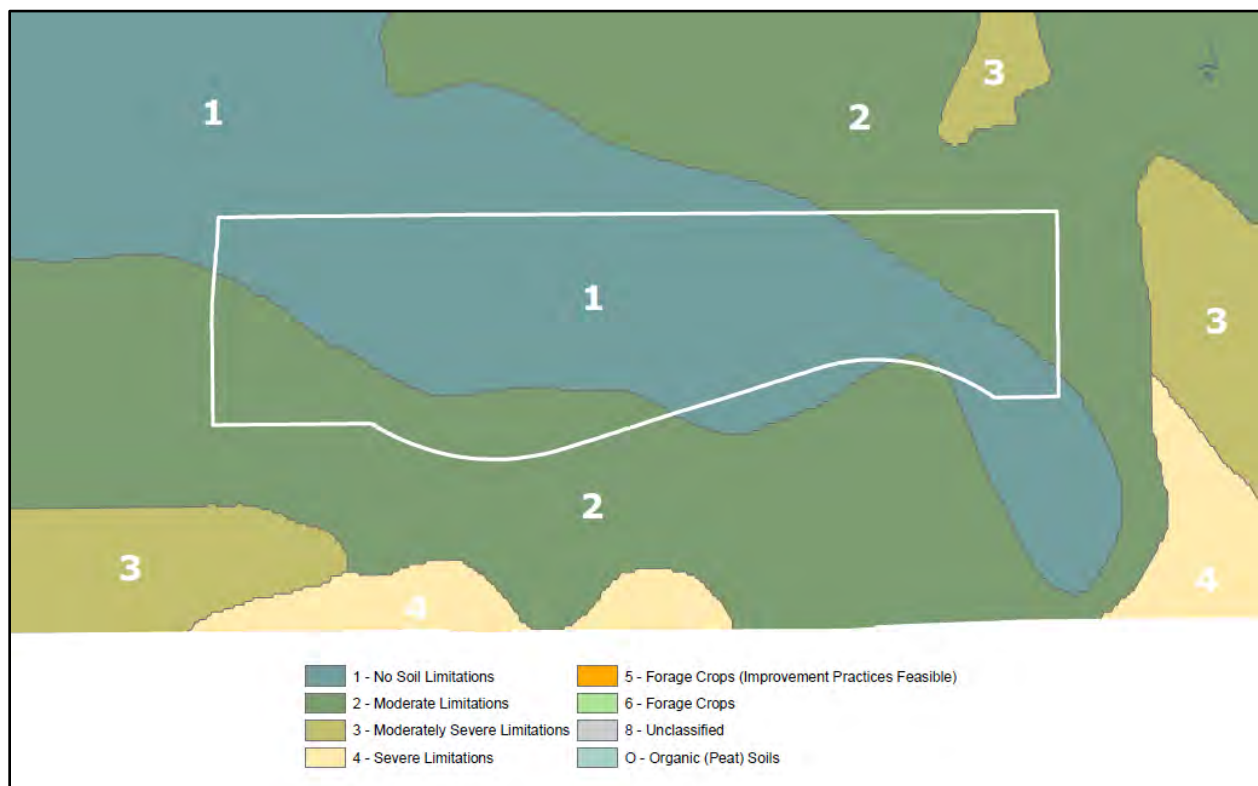 3
1
2
1
3
2
3
4
4
1 - No Soil Limitations
2 - Moderate Limitations
3 - Moderately Severe Limitations
4 - Severe Limitations
5 - Forage Crops (Improvement Practices Feasible)
6 - Forage Crops
8 - Unclassified
O - Organic (Peat) Soils